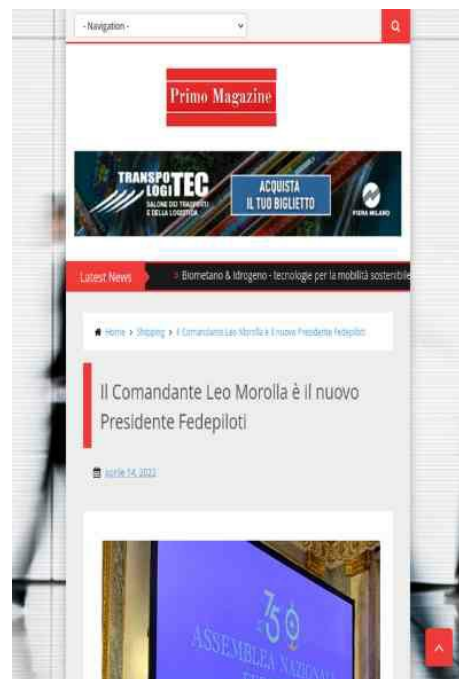 - Navigation -
Primo Magazine
TRANSPO
LOGITEC
SALONE DEI TRASPORTI
E DELLA LOGISTICA
ACQUISTA
IL TUO BIGLIETTO
FIERA MILANO
Latest News
Biometano & Idrogeno - tecnologie per la mobilità sostenibile
Home > Shipping > Il Comandante Leo Morolla è il nuovo Presidente Fedepiloti
Il Comandante Leo Morolla è il nuovo
Presidente Fedepiloti
aprile 14, 2022
75
ASSEMBLEA NAZIONALE